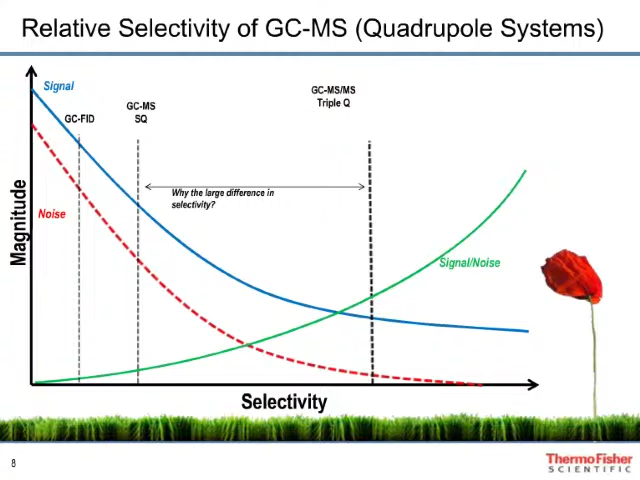 Relative Selectivity of GC-MS (Quadrupole Systems)
Signal
GC-FID
GC-MS
SQ
GC-MS/MS
Triple Q
Why the large difference in
selectivity?
Noise
Magnitude
Signal/Noise
Selectivity
8
ThermoFisher
SCIENTIFIC